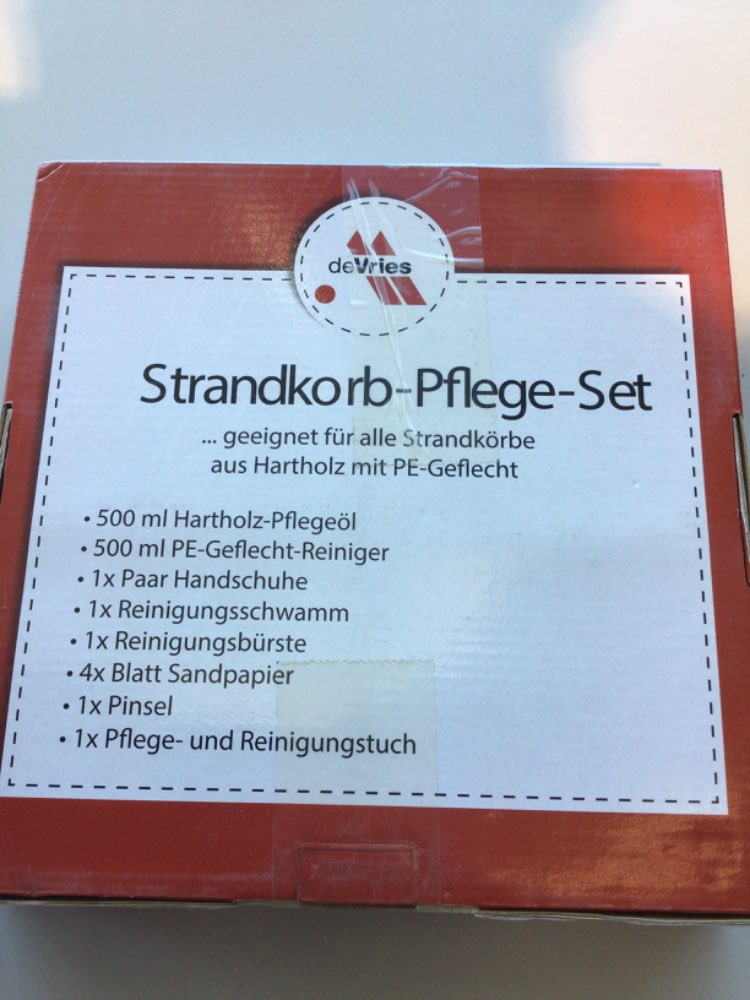 deVries
Strandkorb-Pflege-Set
... geeignet für alle Strandkörbe
aus Hartholz mit PE-Geflecht
• 500 ml Hartholz-Pflegeöl
• 500 ml PE-Geflecht-Reiniger
• 1x Paar Handschuhe
• 1x Reinigungsschwamm
• 1x Reinigungsbürste
• 4x Blatt Sandpapier
• 1x Pinsel
• 1x Pflege- und Reinigungstuch